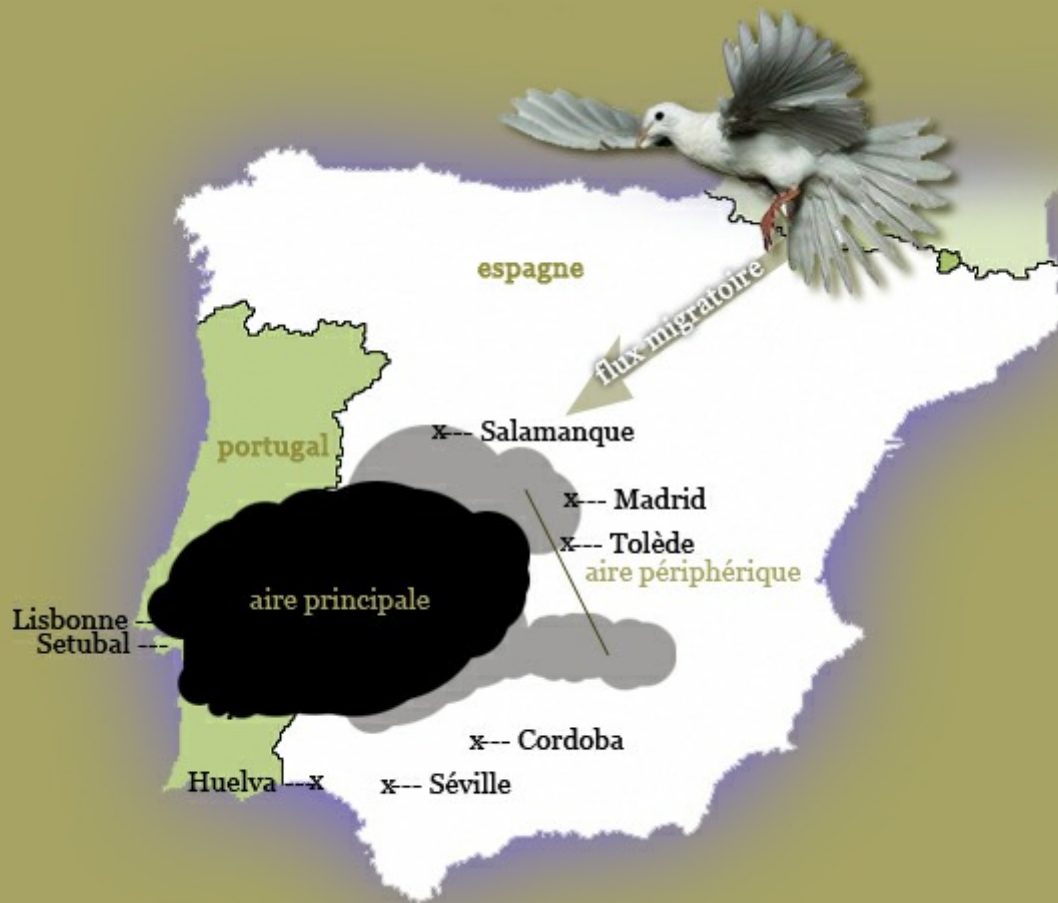 espagne
flux migratoire
portugal
x--- Salamanque
x--- Madrid
x--- Tolède
aire périphérique
aire principale
Lisbonne --
Setubal ---
x--- Cordoba
Huelva ---x
x--- Séville